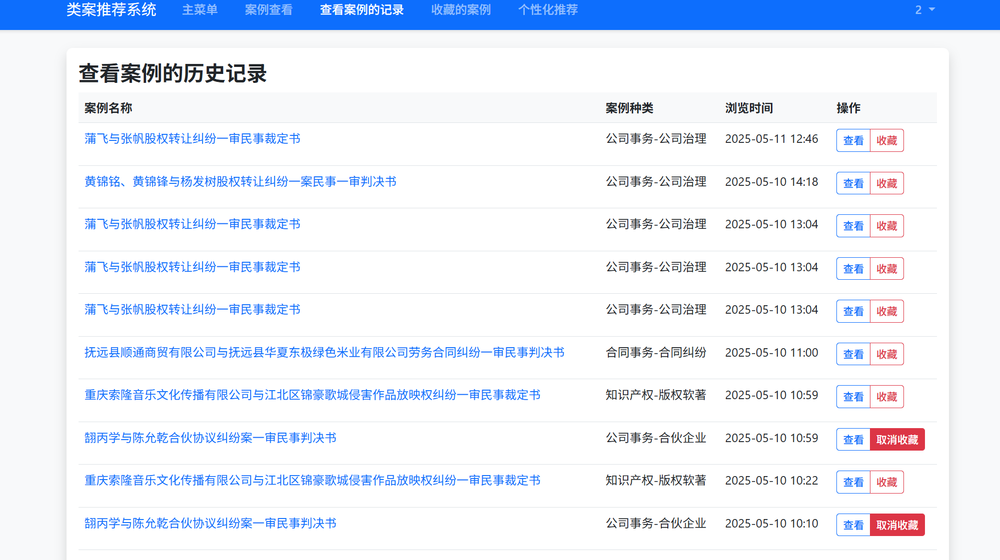 类案推荐系统 主菜单 案例查看 查看案例的记录 收藏的案例 个性化推荐 2
查看案例的历史记录
案例名称 案例种类 浏览时间 操作
蒲飞与张帆股权转让纠纷一审民事裁定书 公司事务-公司治理 2025-05-11 12:46 查看 收藏
黄锦铭、黄锦锋与杨发树股权转让纠纷一案民事一审判决书 公司事务-公司治理 2025-05-10 14:18 查看 收藏
蒲飞与张帆股权转让纠纷一审民事裁定书 公司事务-公司治理 2025-05-10 13:04 查看 收藏
蒲飞与张帆股权转让纠纷一审民事裁定书 公司事务-公司治理 2025-05-10 13:04 查看 收藏
蒲飞与张帆股权转让纠纷一审民事裁定书 公司事务-公司治理 2025-05-10 13:04 查看 收藏
抚远县顺通商贸有限公司与抚远县华夏东极绿色米业有限公司劳务合同纠纷一审民事判决书 合同事务-合同纠纷 2025-05-10 11:00 查看 收藏
重庆索隆音乐文化传播有限公司与江北区锦豪歌城侵害作品放映权纠纷一审民事裁定书 知识产权-版权软著 2025-05-10 10:59 查看 收藏
颉丙学与陈允乾合伙协议纠纷案一审民事判决书 公司事务-合伙企业 2025-05-10 10:59 查看 取消收藏
重庆索隆音乐文化传播有限公司与江北区锦豪歌城侵害作品放映权纠纷一审民事裁定书 知识产权-版权软著 2025-05-10 10:22 查看 收藏
颉丙学与陈允乾合伙协议纠纷案一审民事判决书 公司事务-合伙企业 2025-05-10 10:10 查看 取消收藏